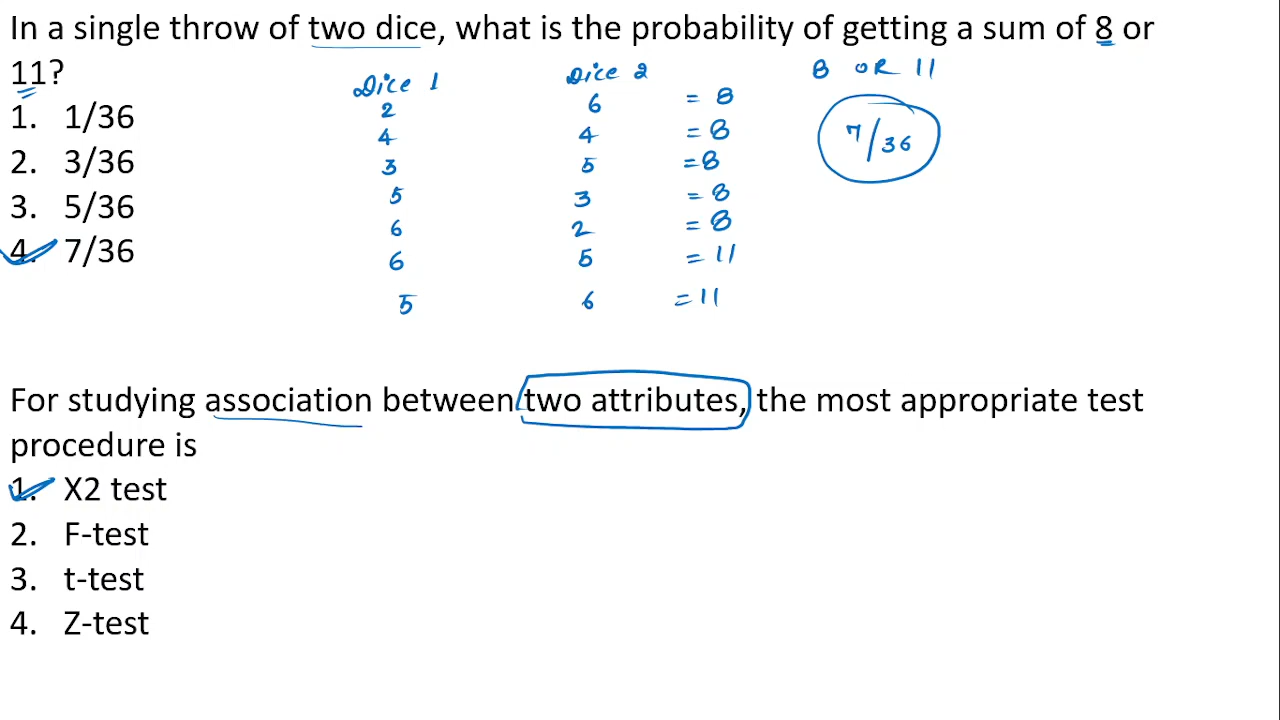 In a single throw of two dice, what is the probability of getting a sum of 8 or
11?
Dice 1 Dice 2 8 OR 11
1. 1/36
2. 3/36
3. 5/36
4. 7/36
2 6 = 8
4 4 = 8
3 5 = 8
5 3 = 8
6 2 = 8
6 5 = 11
5 6 = 11
7/36
For studying association between two attributes, the most appropriate test
procedure is
1. X2 test
2. F-test
3. t-test
4. Z-test